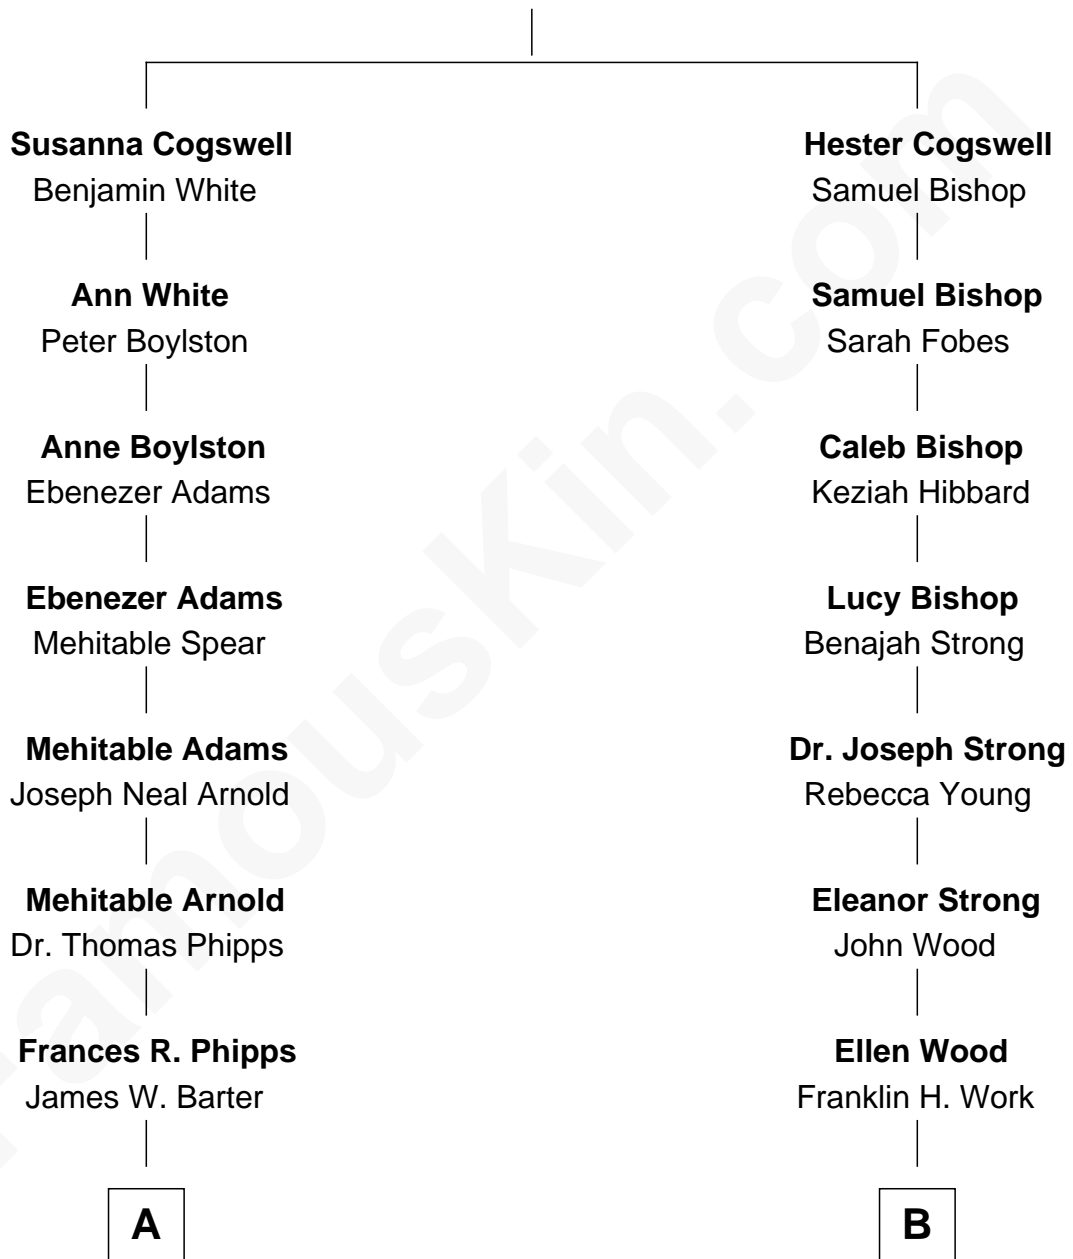 Susanna Cogswell
Benjamin White
Hester Cogswell
Samuel Bishop
Ann White
Peter Boylston
Samuel Bishop
Sarah Fobes
Anne Boylston
Ebenezer Adams
Caleb Bishop
Keziah Hibbard
Ebenezer Adams
Mehitable Spear
Lucy Bishop
Benajah Strong
Mehitable Adams
Joseph Neal Arnold
Dr. Joseph Strong
Rebecca Young
Mehitable Arnold
Dr. Thomas Phipps
Eleanor Strong
John Wood
Frances R. Phipps
James W. Barter
Ellen Wood
Franklin H. Work
A
B
FamousKin.com